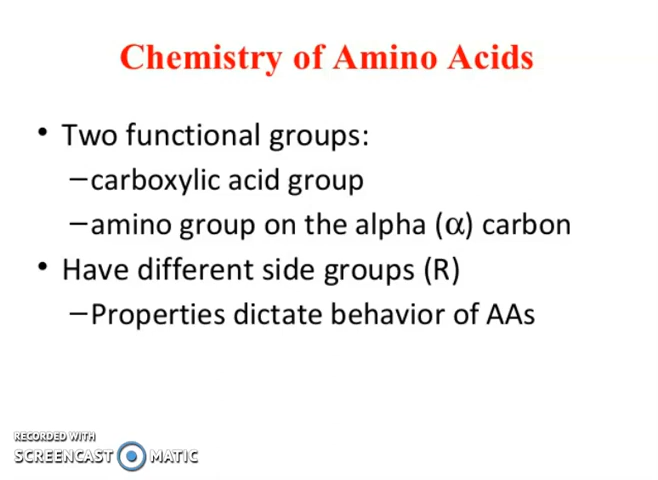 Chemistry of Amino Acids
• Two functional groups:
–carboxylic acid group
–amino group on the alpha (α) carbon
• Have different side groups (R)
–Properties dictate behavior of AAs
RECORDED WITH
SCREENCAST MATIC